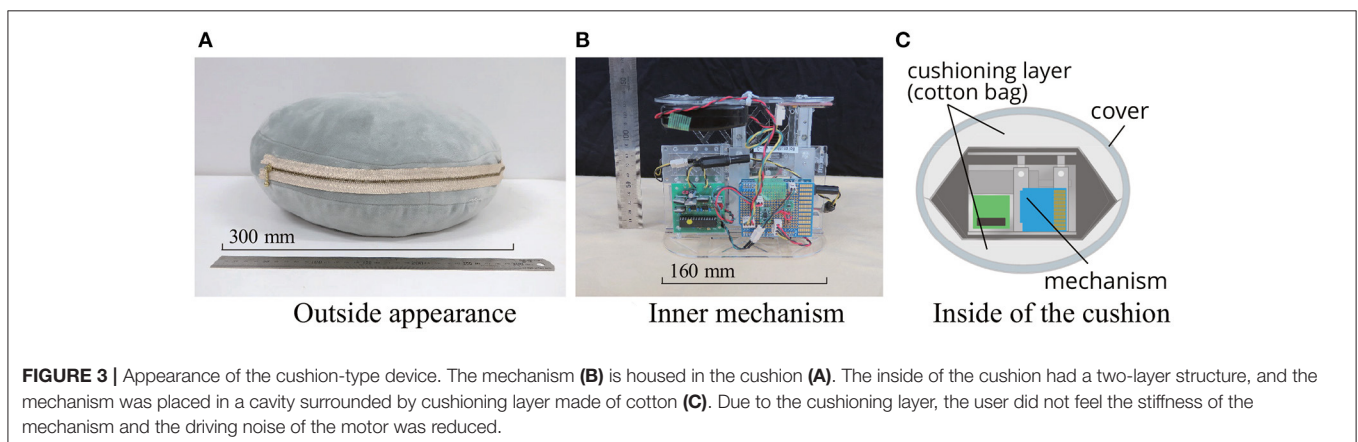 A
B
C
cushioning layer
(cotton bag)
cover
300 mm
160 mm
mechanism
Outside appearance
Inner mechanism
Inside of the cushion
FIGURE 3 | Appearance of the cushion-type device. The mechanism (B) is housed in the cushion (A). The inside of the cushion had a two-layer structure, and the
mechanism was placed in a cavity surrounded by cushioning layer made of cotton (C). Due to the cushioning layer, the user did not feel the stiffness of the
mechanism and the driving noise of the motor was reduced.